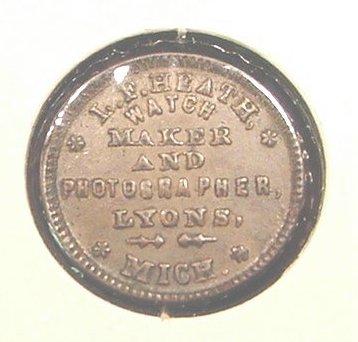 I. F. HEATH,
WATCH
MAKER
AND
PHOTOGRAPHER,
LYONS,
MICH.